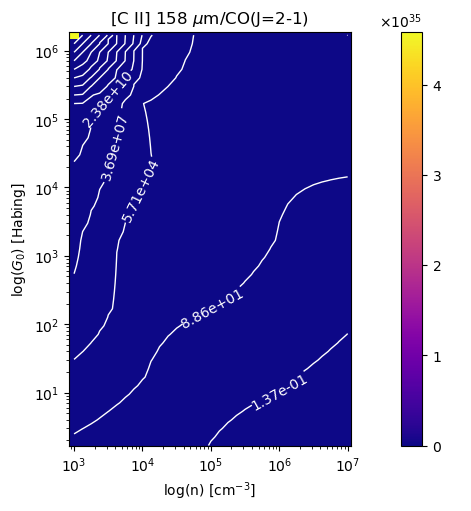 [C II] 158 μm/CO(J=2-1)
×10³⁵
log(G₀) [Habing]
10⁶
10⁵
10⁴
10³
10²
10¹
2.38e+10
3.69e+07
5.71e+04
8.86e+01
1.37e-01
10³ 10⁴ 10⁵ 10⁶ 10⁷
log(n) [cm⁻³]
4
3
2
1
0